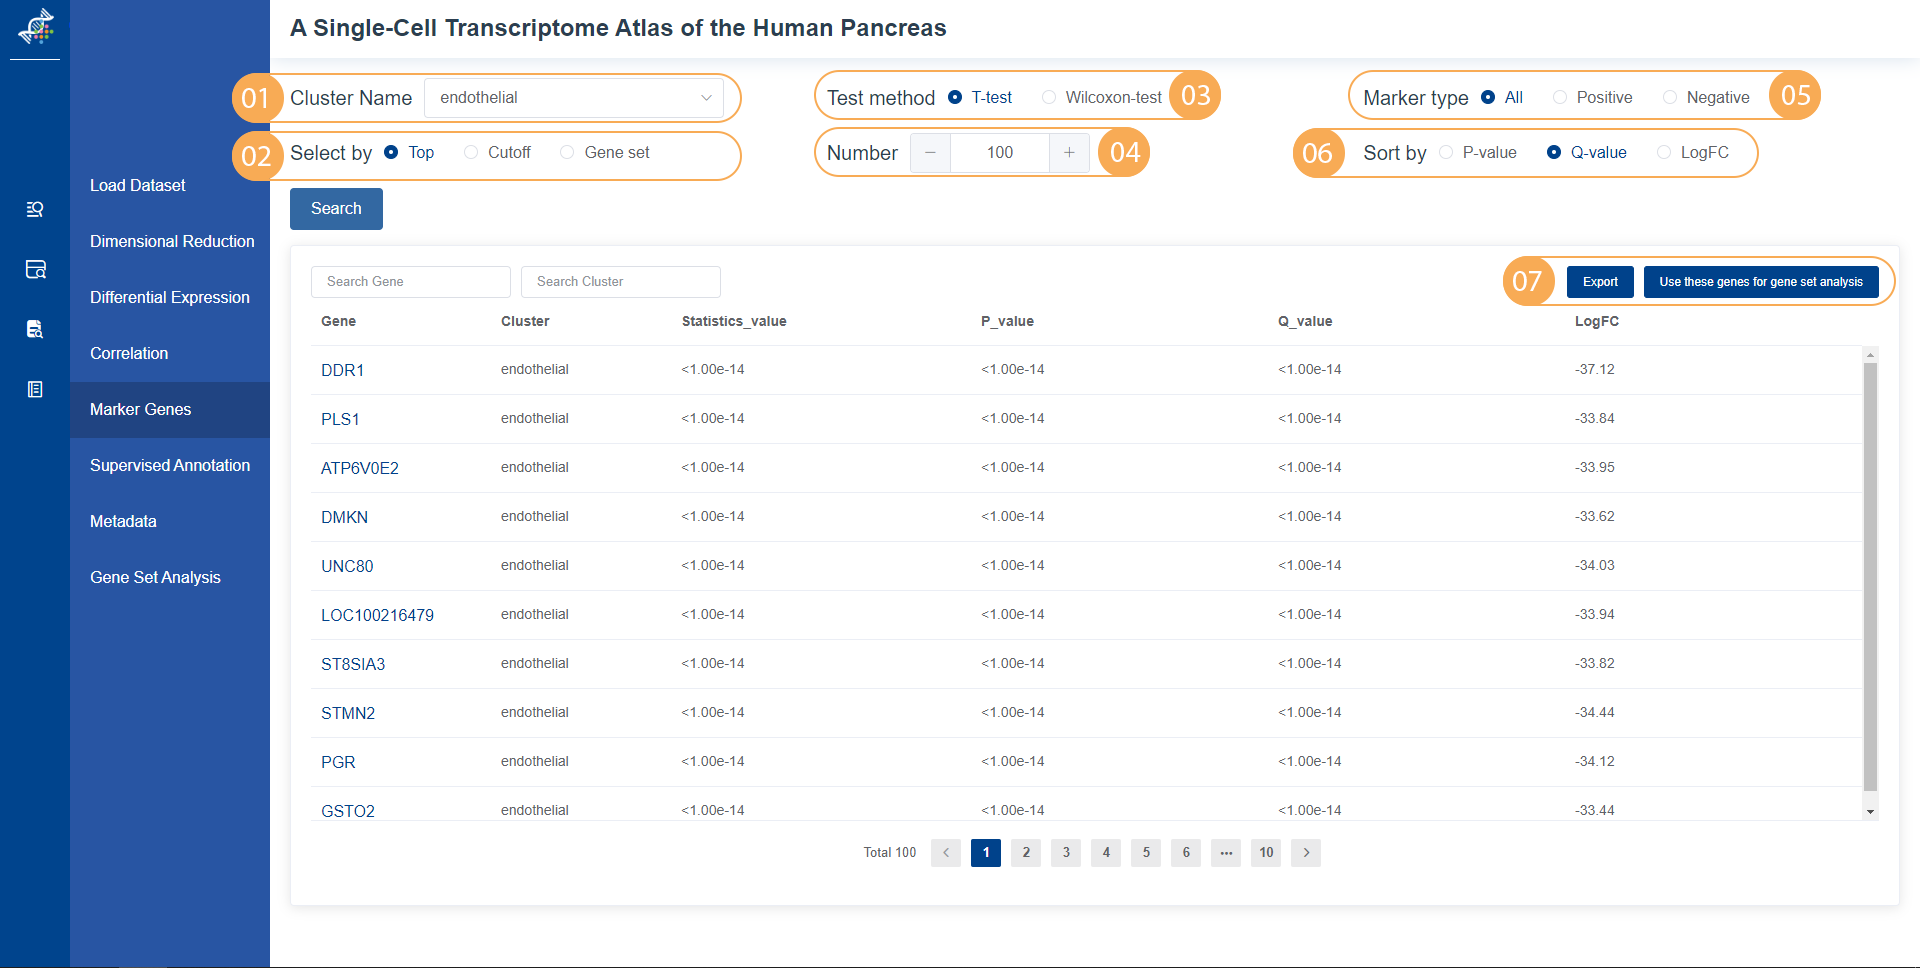 A Single-Cell Transcriptome Atlas of the Human Pancreas
01 Cluster Name endothelial
Test method T-test Wilcoxon-test 03
Marker type All Positive Negative 05
02 Select by Top Cutoff Gene set
Number − 100 + 04
06 Sort by P-value Q-value LogFC
Search
Load Dataset
Dimensional Reduction
Differential Expression
Correlation
Marker Genes
Supervised Annotation
Metadata
Gene Set Analysis
Search Gene Search Cluster 07 Export Use these genes for gene set analysis
Gene Cluster Statistics_value P_value Q_value LogFC
DDR1 endothelial <1.00e-14 <1.00e-14 <1.00e-14 -37.12
PLS1 endothelial <1.00e-14 <1.00e-14 <1.00e-14 -33.84
ATP6V0E2 endothelial <1.00e-14 <1.00e-14 <1.00e-14 -33.95
DMKN endothelial <1.00e-14 <1.00e-14 <1.00e-14 -33.62
UNC80 endothelial <1.00e-14 <1.00e-14 <1.00e-14 -34.03
LOC100216479 endothelial <1.00e-14 <1.00e-14 <1.00e-14 -33.94
ST8SIA3 endothelial <1.00e-14 <1.00e-14 <1.00e-14 -33.82
STMN2 endothelial <1.00e-14 <1.00e-14 <1.00e-14 -34.44
PGR endothelial <1.00e-14 <1.00e-14 <1.00e-14 -34.12
GSTO2 endothelial <1.00e-14 <1.00e-14 <1.00e-14 -33.44
Total 100 < 1 2 3 4 5 6 ··· 10 >